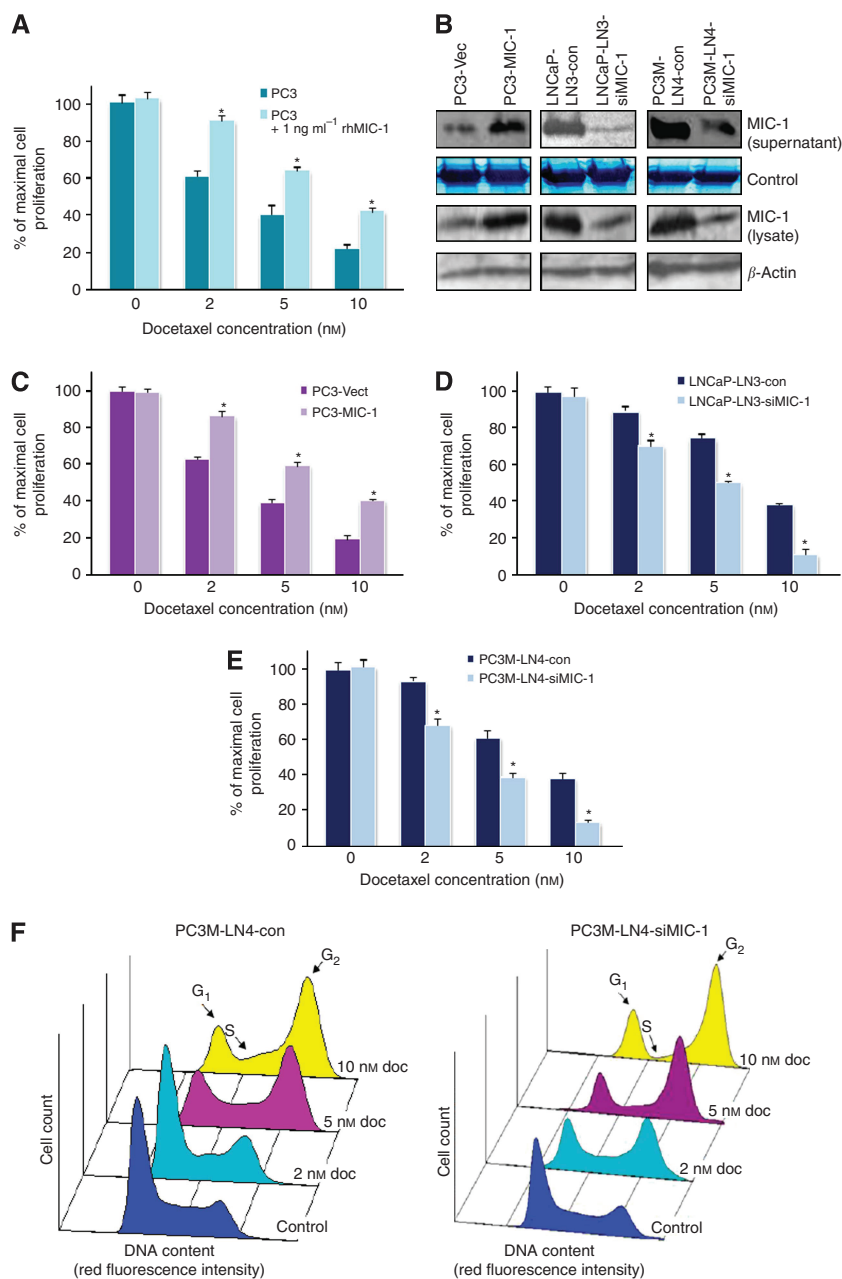 A
% of maximal cell
proliferation
100
80
60
40
20
0
PC3
PC3
+ 1 ng ml⁻¹ rhMIC-1
*
*
*
0 2 5 10
Docetaxel concentration (nM)
B
PC3-Vec
PC3-MIC-1
LNCaP-
LN3-con
LNCaP-LN3-
siMIC-1
PC3M-
LN4-con
PC3M-LN4-
siMIC-1
MIC-1
(supernatant)
Control
MIC-1
(lysate)
β-Actin
C
% of maximal cell
proliferation
100
80
60
40
20
0
PC3-Vect
PC3-MIC-1
*
*
*
0 2 5 10
Docetaxel concentration (nM)
D
% of maximal cell
proliferation
100
80
60
40
20
0
LNCaP-LN3-con
LNCaP-LN3-siMIC-1
*
*
*
0 2 5 10
Docetaxel concentration (nM)
E
% of maximal cell
proliferation
100
80
60
40
20
0
PC3M-LN4-con
PC3M-LN4-siMIC-1
*
*
*
0 2 5 10
Docetaxel concentration (nM)
F
PC3M-LN4-con
Cell count
G₁
S
G₂
10 nM doc
5 nM doc
2 nM doc
Control
DNA content
(red fluorescence intensity)
PC3M-LN4-siMIC-1
Cell count
G₁
S
G₂
10 nM doc
5 nM doc
2 nM doc
Control
DNA content
(red fluorescence intensity)